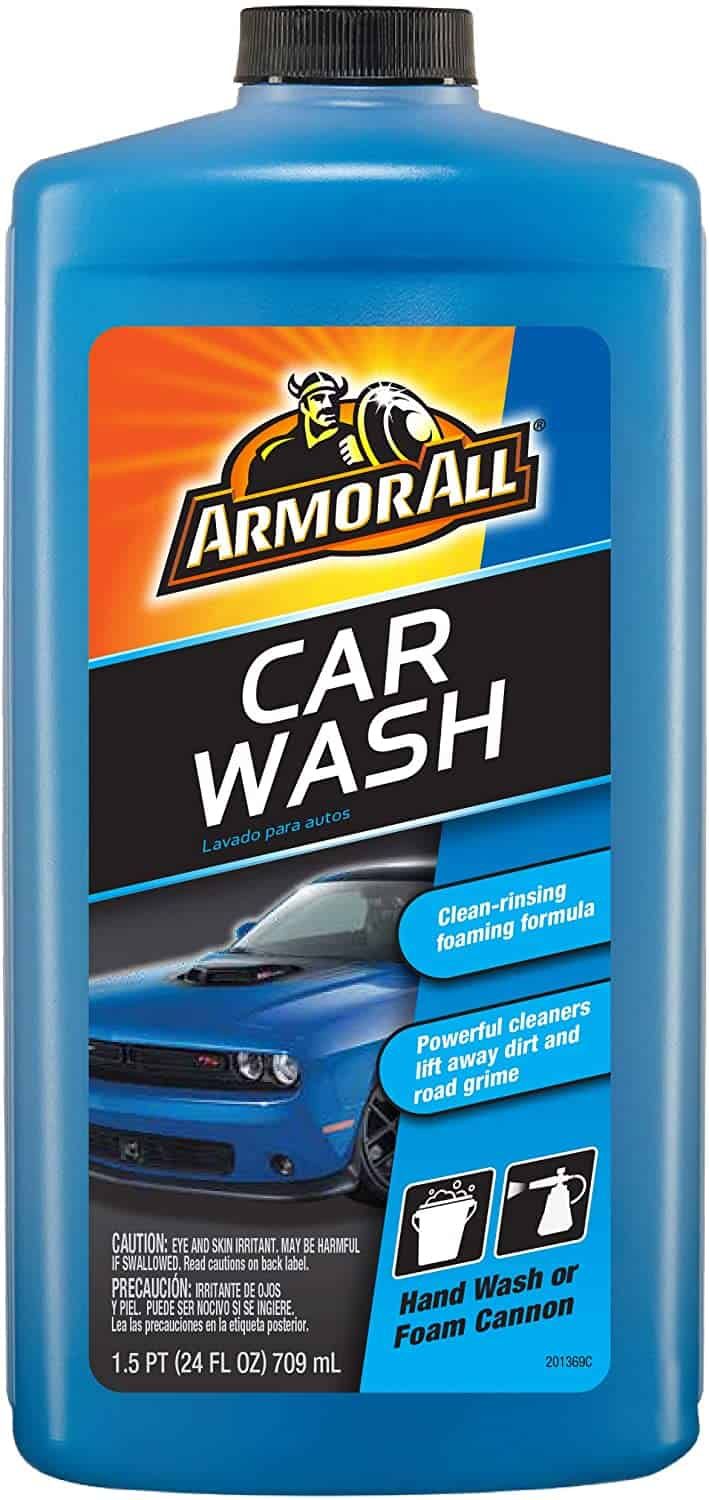 ARMORALL®
CAR
WASH
Lavado para autos
Clean-rinsing
foaming formula
Powerful cleaners
lift away dirt and
road grime
CAUTION: EYE AND SKIN IRRITANT. MAY BE HARMFUL
IF SWALLOWED. Read cautions on back label.
PRECAUCIÓN: IRRITANTE DE OJOS
Y PIEL. PUEDE SER NOCIVO SI SE INGIERE.
Lea las precauciones en la etiqueta posterior.
1.5 PT (24 FL OZ) 709 mL
Hand Wash or
Foam Cannon
201369C